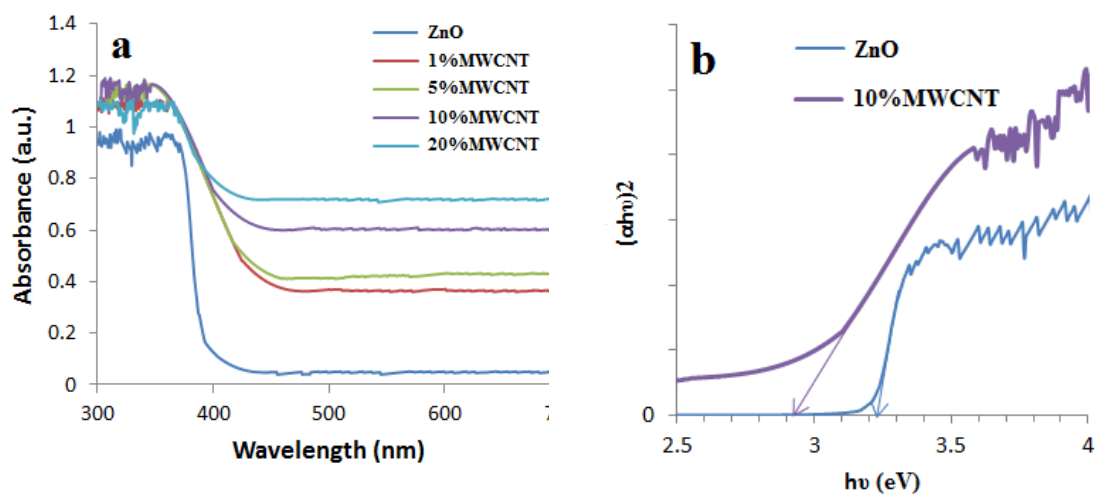 a
ZnO
1%MWCNT
5%MWCNT
10%MWCNT
20%MWCNT
1.4
1.2
1
0.8
0.6
0.4
0.2
0
300
400
500
600
7
Absorbance (a.u.)
Wavelength (nm)
b
ZnO
10%MWCNT
(αhυ)2
0
2.5
3
3.5
4
hυ (eV)